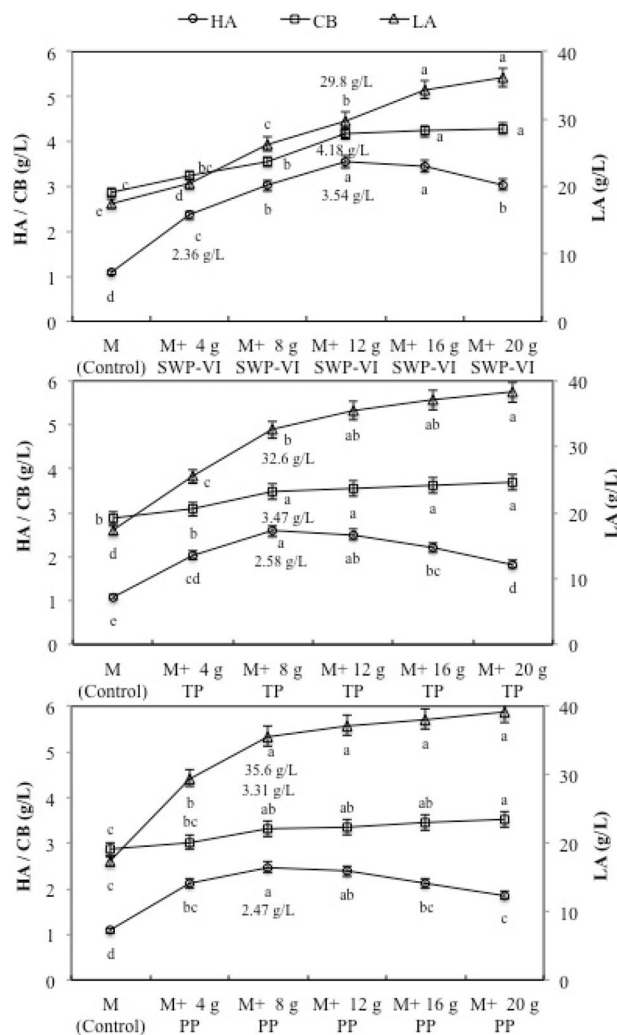 HA CB LA
6 40
5 30
4
3 20
2 10
1
0 0
HA / CB (g/L)
LA (g/L)
29.8 g/L
a
a
c
b
c
bc
b
4.18 g/L
a
a
e
d
a
3.54 g/L
a
b
b
c
2.36 g/L
d
M M+ 4 g M+ 8 g M+ 12 g M+ 16 g M+ 20 g
(Control) SWP-VI SWP-VI SWP-VI SWP-VI SWP-VI
6 40
5 30
4
3 20
2 10
1
0 0
HA / CB (g/L)
LA (g/L)
b
ab
ab
a
c
32.6 g/L
b
a
3.47 g/L
a
a
a
d
b
a
2.58 g/L
ab
bc
d
cd
e
M M+ 4 g M+ 8 g M+ 12 g M+ 16 g M+ 20 g
(Control) TP TP TP TP TP
6 40
5 30
4
3 20
2 10
1
0 0
HA / CB (g/L)
LA (g/L)
a
a
a
a
35.6 g/L
3.31 g/L
b
bc
ab
ab
ab
a
c
c
bc
a
2.47 g/L
ab
bc
c
d
M M+ 4 g M+ 8 g M+ 12 g M+ 16 g M+ 20 g
(Control) PP PP PP PP PP